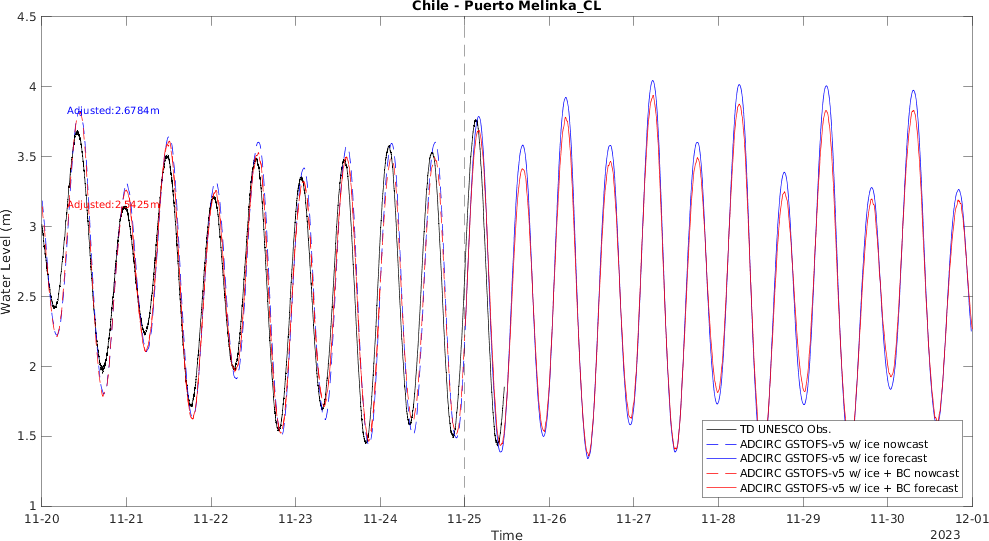 Chile - Puerto Melinka_CL
4.5
4
3.5
3
2.5
2
1.5
1
Water Level (m)
Adjusted:2.6784m
Adjusted:2.5425m
TD UNESCO Obs.
ADCIRC GSTOFS-v5 w/ ice nowcast
ADCIRC GSTOFS-v5 w/ ice forecast
ADCIRC GSTOFS-v5 w/ ice + BC nowcast
ADCIRC GSTOFS-v5 w/ ice + BC forecast
11-20 11-21 11-22 11-23 11-24 11-25 11-26 11-27 11-28 11-29 11-30 12-01
Time
2023